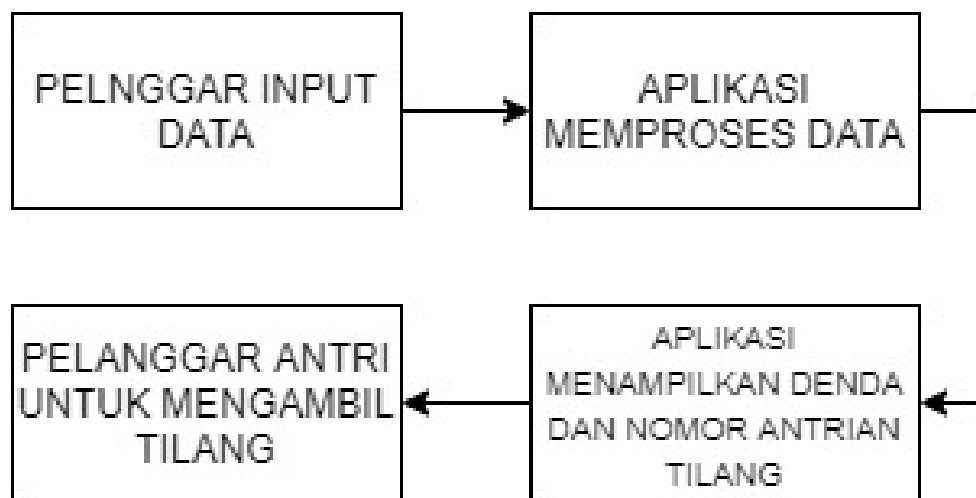 PELNGGAR INPUT
DATA
APLIKASI
MEMPROSES DATA
PELANGGAR ANTRI
UNTUK MENGAMBIL
TILANG
APLIKASI
MENAMPILKAN DENDA
DAN NOMOR ANTRIAN
TILANG